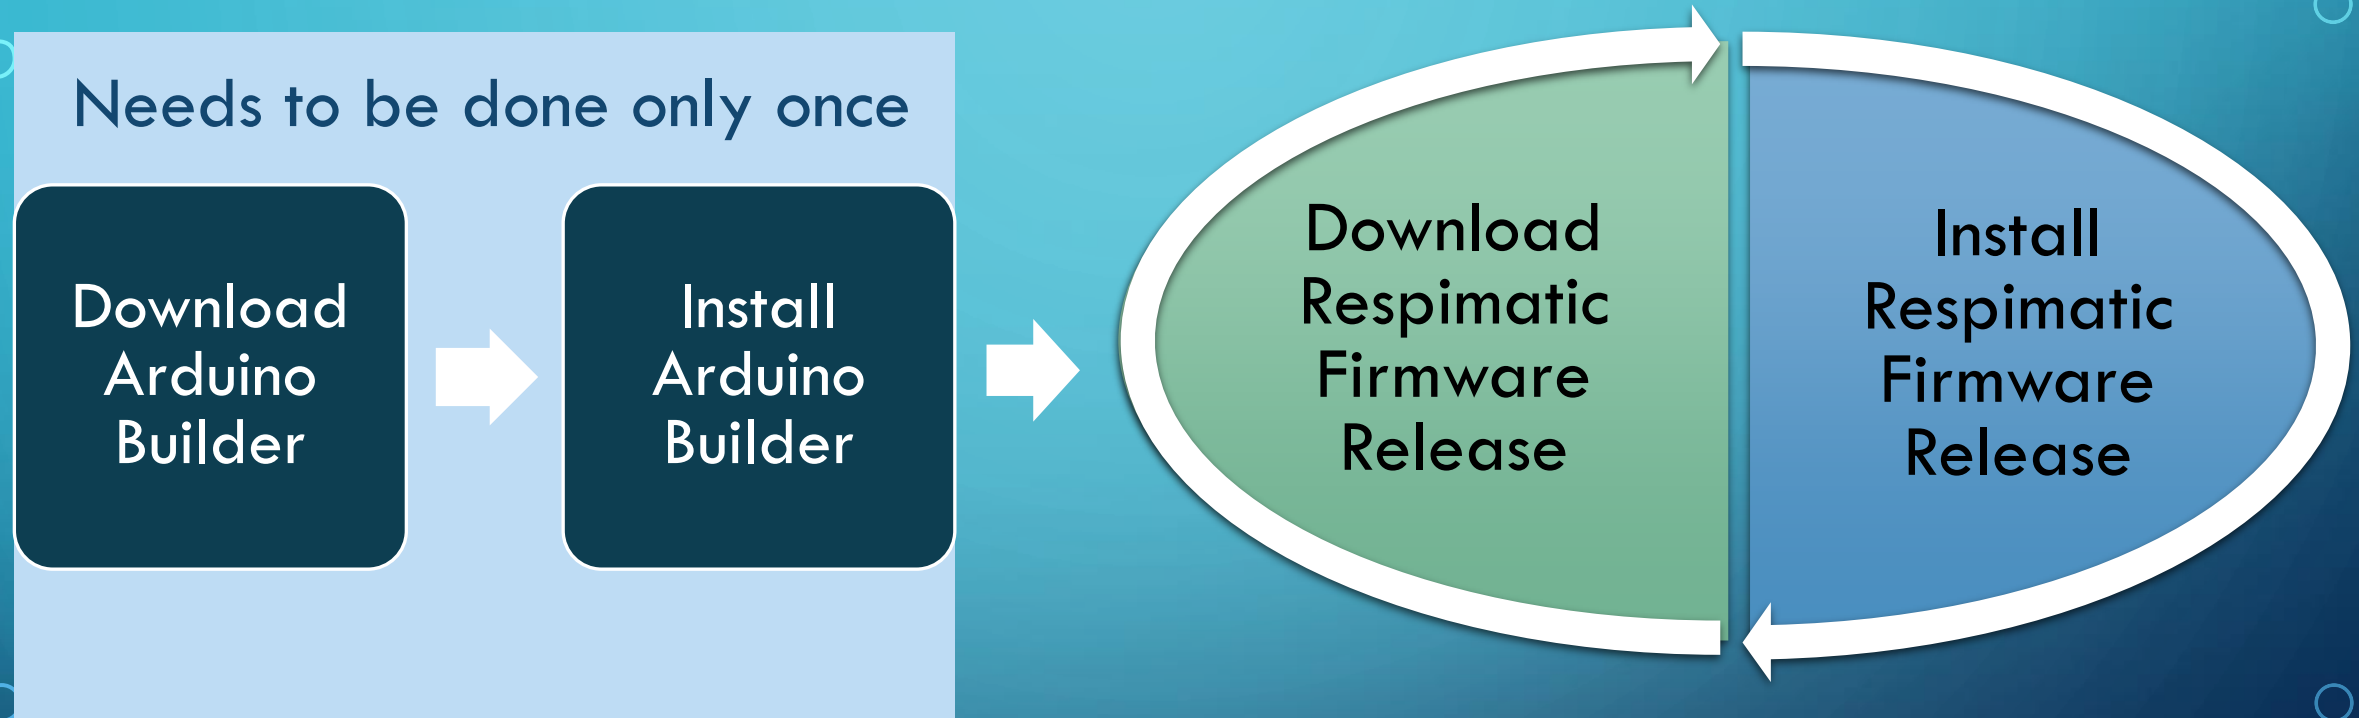 Needs to be done only once
Download
Arduino
Builder
Install
Arduino
Builder
Download
Respimatic
Firmware
Release
Install
Respimatic
Firmware
Release